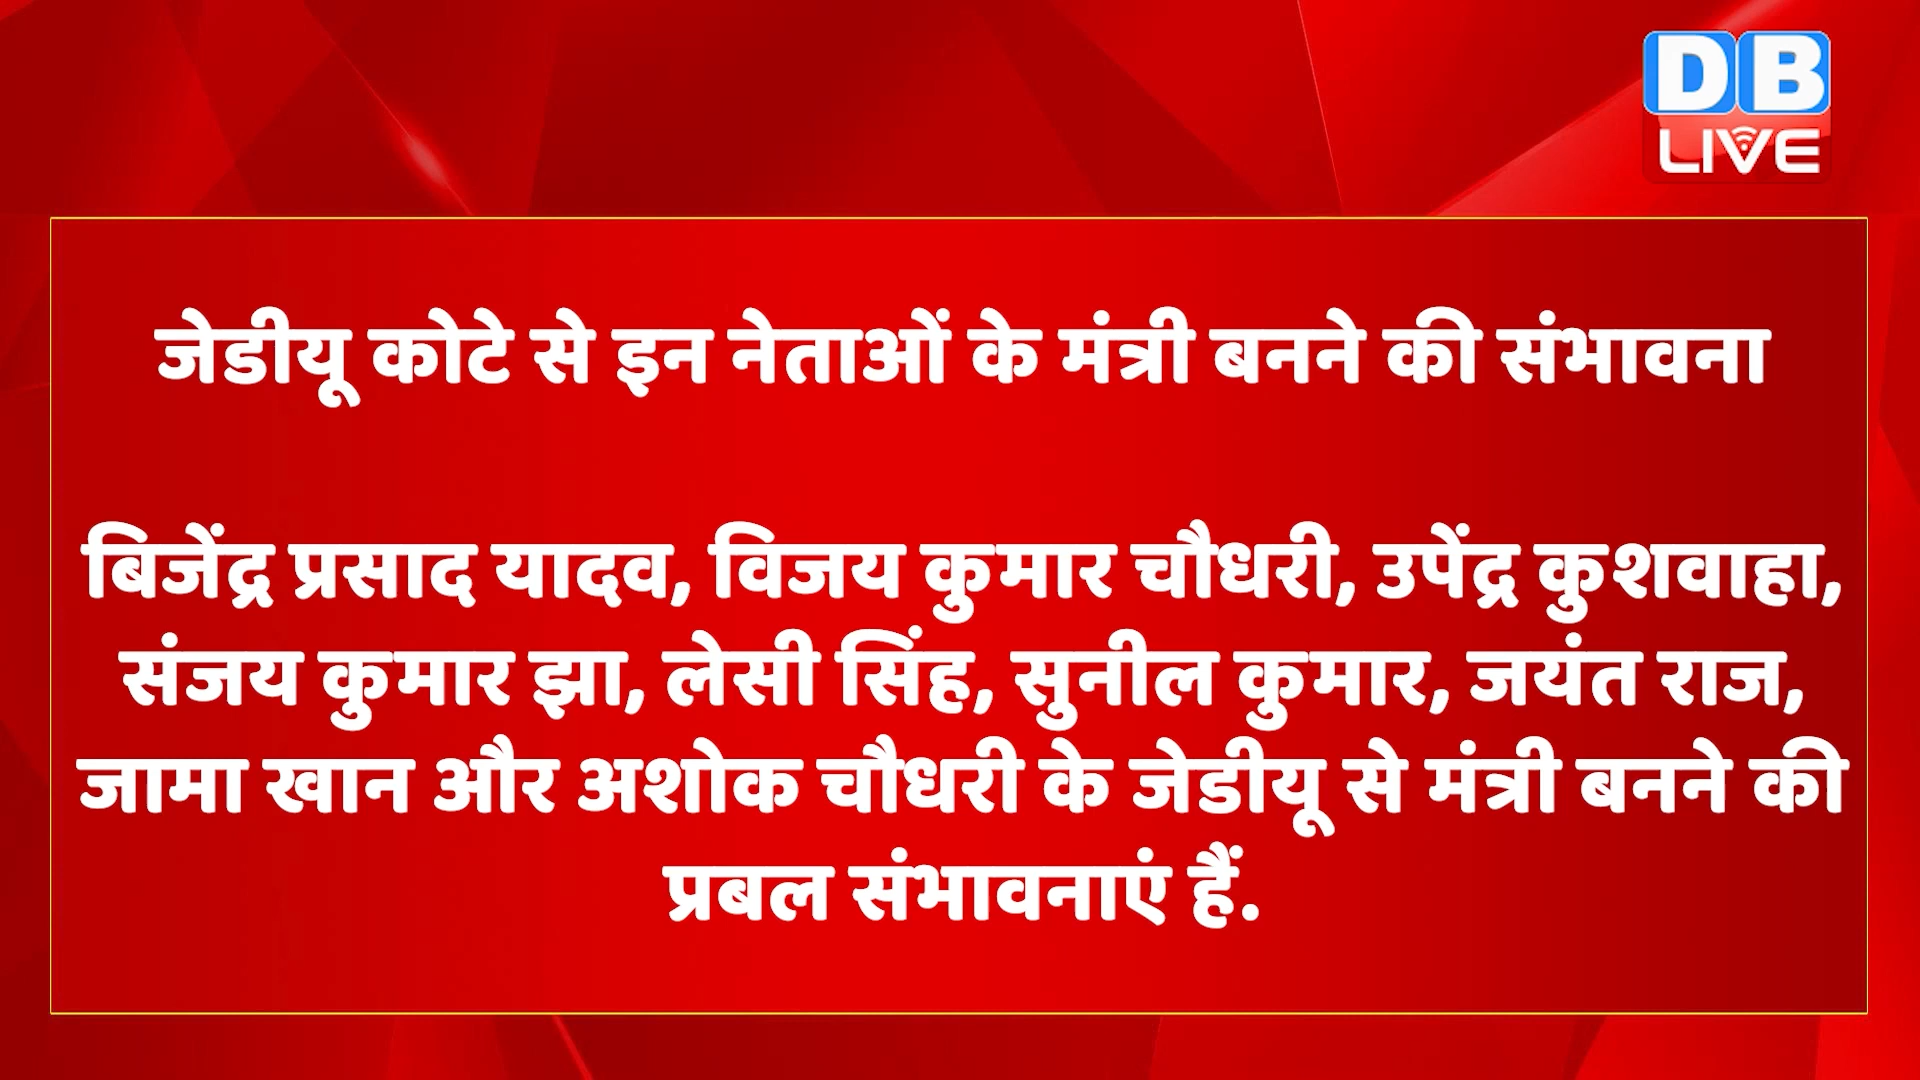 DB
LIVE
जेडीयू कोटे से इन नेताओं के मंत्री बनने की संभावना
बिजेंद्र प्रसाद यादव, विजय कुमार चौधरी, उपेंद्र कुशवाहा,
संजय कुमार झा, लेसी सिंह, सुनील कुमार, जयंत राज,
जामा खान और अशोक चौधरी के जेडीयू से मंत्री बनने की
प्रबल संभावनाएं हैं.